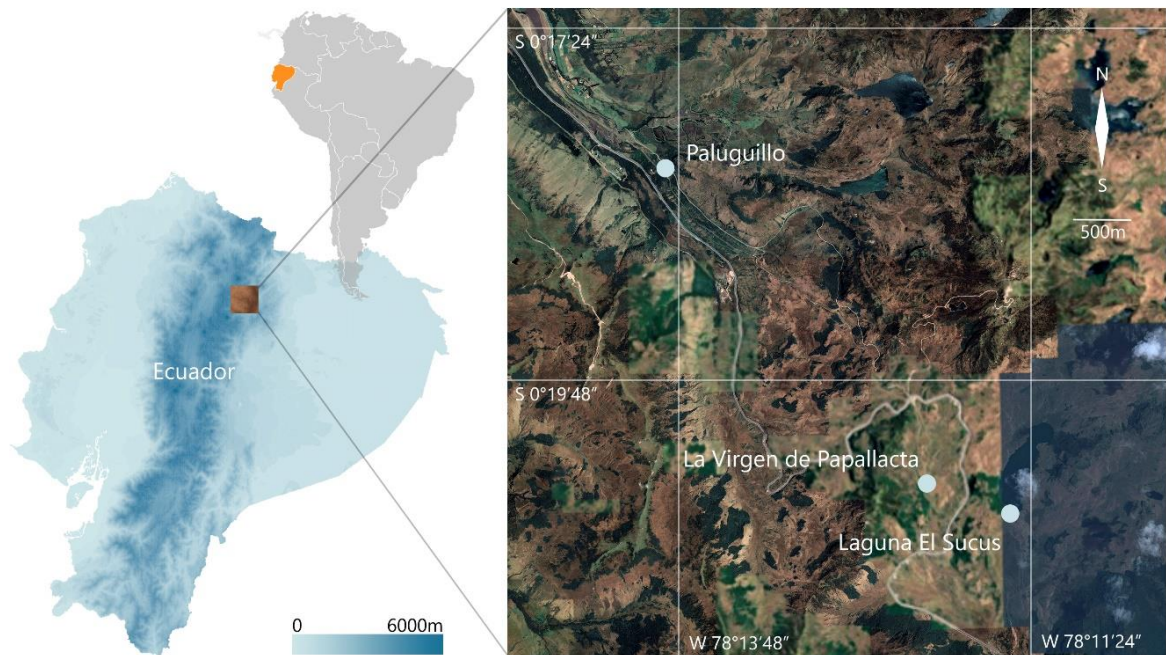 Ecuador
0 6000m
S 0°17'24"
N
S
500m
Paluguillo
S 0°19'48"
La Virgen de Papallacta
Laguna El Sucus
W 78°13'48"
W 78°11'24"